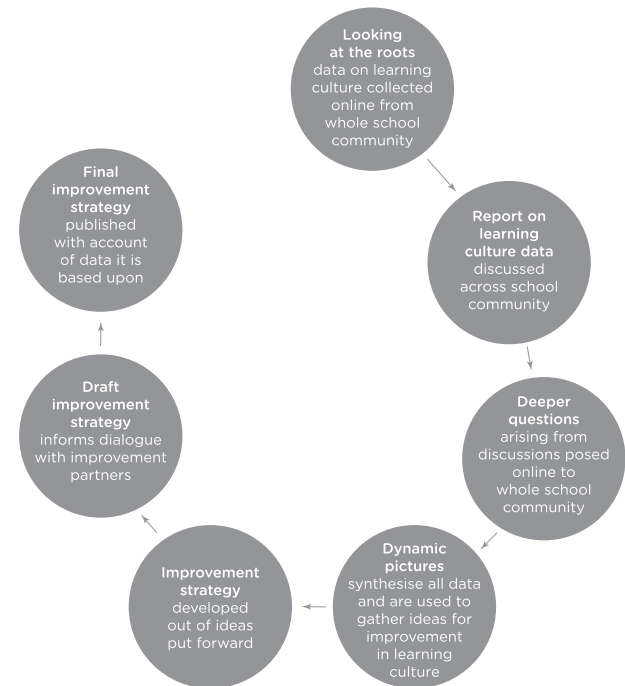 Looking
at the roots
data on learning
culture collected
online from
whole school
community
Report on
learning
culture data
discussed
across school
community
Deeper
questions
arising from
discussions posed
online to
whole school
community
Dynamic
pictures
synthesise all data
and are used to
gather ideas for
improvement
in learning
culture
Improvement
strategy
developed
out of ideas
put forward
Draft
improvement
strategy
informs dialogue
with improvement
partners
Final
improvement
strategy
published
with account
of data it is
based upon